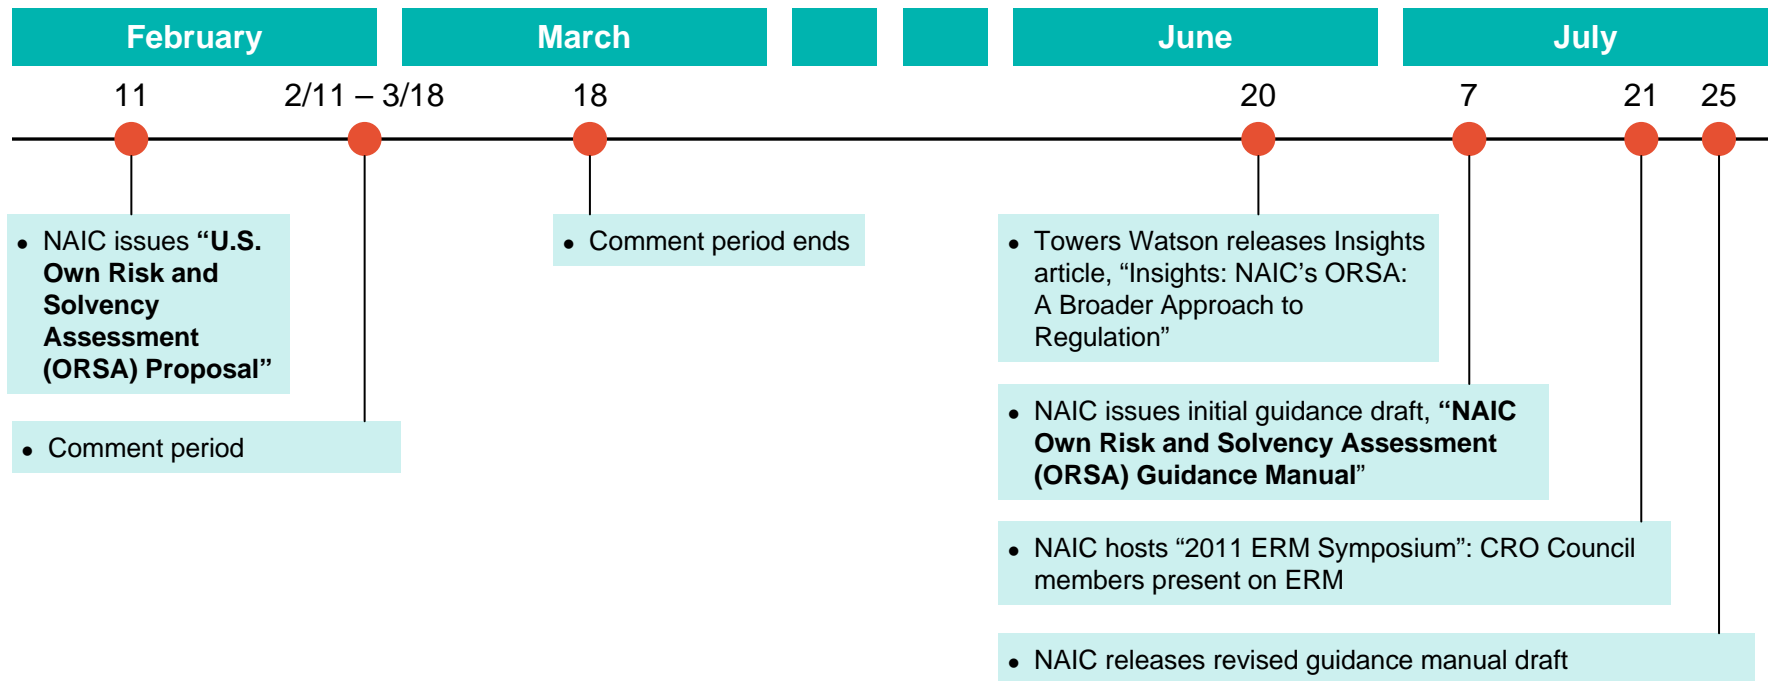 February
March
June
July
11
2/11 – 3/18
18
20
7
21
25
• NAIC issues “U.S.
Own Risk and
Solvency
Assessment
(ORSA) Proposal”
• Comment period
• Comment period ends
• Towers Watson releases Insights
article, “Insights: NAIC’s ORSA:
A Broader Approach to
Regulation”
• NAIC issues initial guidance draft, “NAIC
Own Risk and Solvency Assessment
(ORSA) Guidance Manual”
• NAIC hosts “2011 ERM Symposium”: CRO Council
members present on ERM
• NAIC releases revised guidance manual draft